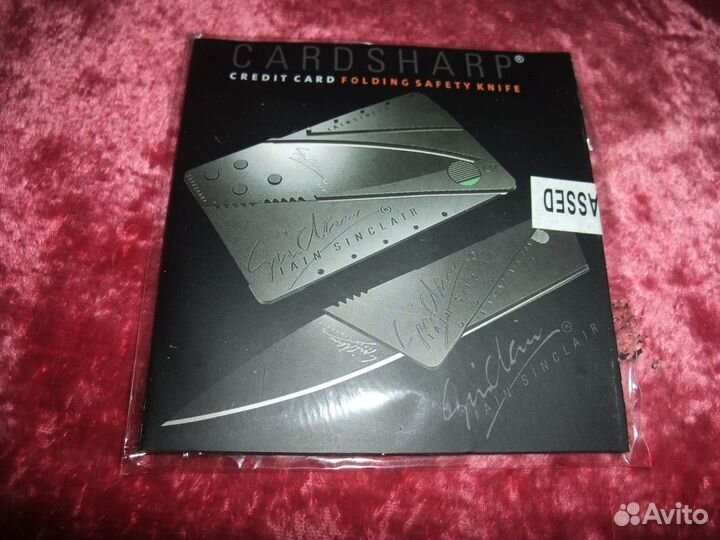 CARDSHARP®
CREDIT CARD FOLDING SAFETY KNIFE
IAIN SINCLAIR
®
ASSED
IAIN SINCLAIR
®
IAIN SINCLAIR
Avito